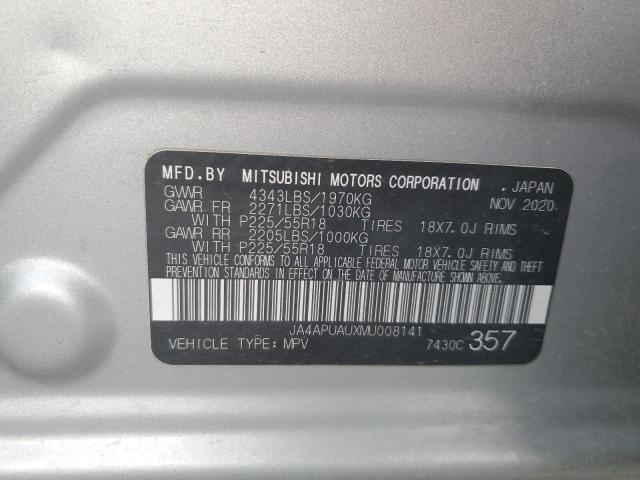 MFD.BY MITSUBISHI MOTORS CORPORATION , JAPAN
GVWR 4343LBS/1970KG NOV 2020
GAWR FR 2271LBS/1030KG
WITH P225/55R18 TIRES 18X7.0J RIMS
GAWR RR 2205LBS/1000KG
WITH P225/55R18 TIRES 18X7.0J RIMS
THIS VEHICLE CONFORMS TO ALL APPLICABLE FEDERAL MOTOR VEHICLE SAFETY AND THEFT
PREVENTION STANDARDS IN EFFECT ON THE DATE OF MANUFACTURE SHOWN ABOVE.
JA4APUAUXMU008141
VEHICLE TYPE:MPV 7430C 357